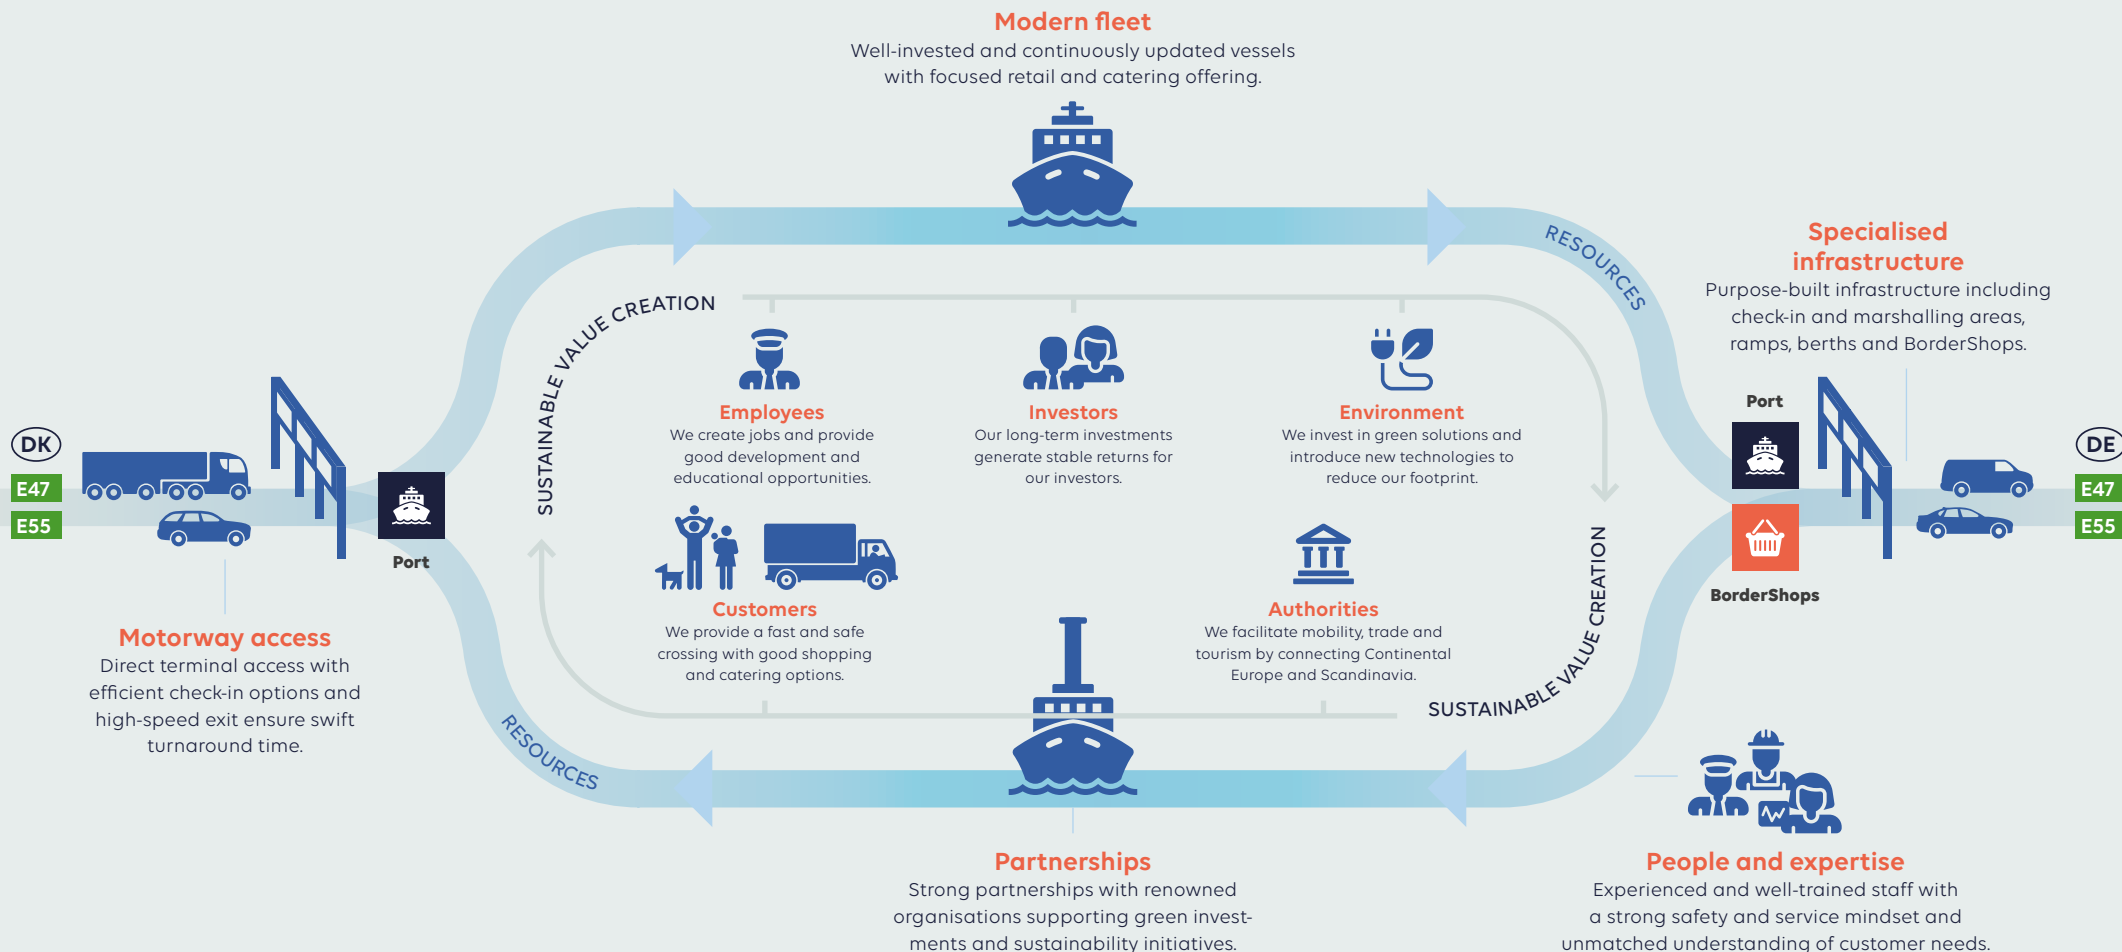 Modern fleet
Well-invested and continuously updated vessels
with focused retail and catering offering.
RESOURCES
Specialised
infrastructure
Purpose-built infrastructure including
check-in and marshalling areas,
ramps, berths and BorderShops.
SUSTAINABLE VALUE CREATION
Employees
We create jobs and provide
good development and
educational opportunities.
Investors
Our long-term investments
generate stable returns for
our investors.
Environment
We invest in green solutions and
introduce new technologies to
reduce our footprint.
DK
E47
E55
Port
Port
BorderShops
DE
E47
E55
Motorway access
Direct terminal access with
efficient check-in options and
high-speed exit ensure swift
turnaround time.
Customers
We provide a fast and safe
crossing with good shopping
and catering options.
Authorities
We facilitate mobility, trade and
tourism by connecting Continental
Europe and Scandinavia.
SUSTAINABLE VALUE CREATION
RESOURCES
Partnerships
Strong partnerships with renowned
organisations supporting green invest-
ments and sustainability initiatives.
People and expertise
Experienced and well-trained staff with
a strong safety and service mindset and
unmatched understanding of customer needs.